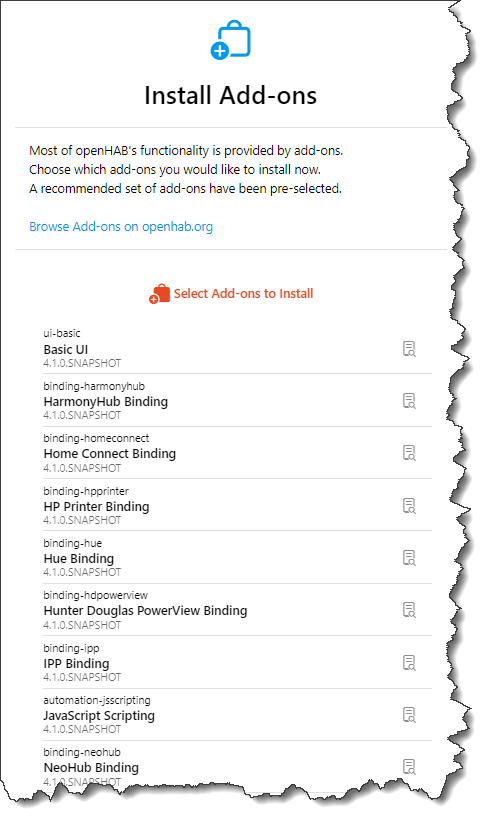 Install Add-ons
Most of openHAB's functionality is provided by add-ons.
Choose which add-ons you would like to install now.
A recommended set of add-ons have been pre-selected.
Browse Add-ons on openhab.org
Select Add-ons to Install
ui-basic
Basic UI
4.1.0.SNAPSHOT
binding-harmonyhub
HarmonyHub Binding
4.1.0.SNAPSHOT
binding-homeconnect
Home Connect Binding
4.1.0.SNAPSHOT
binding-hpprinter
HP Printer Binding
4.1.0.SNAPSHOT
binding-hue
Hue Binding
4.1.0.SNAPSHOT
binding-hdpowerview
Hunter Douglas PowerView Binding
4.1.0.SNAPSHOT
binding-ipp
IPP Binding
4.1.0.SNAPSHOT
automation-jsscripting
JavaScript Scripting
4.1.0.SNAPSHOT
binding-neohub
NeoHub Binding
4.1.0.SNAPSHOT